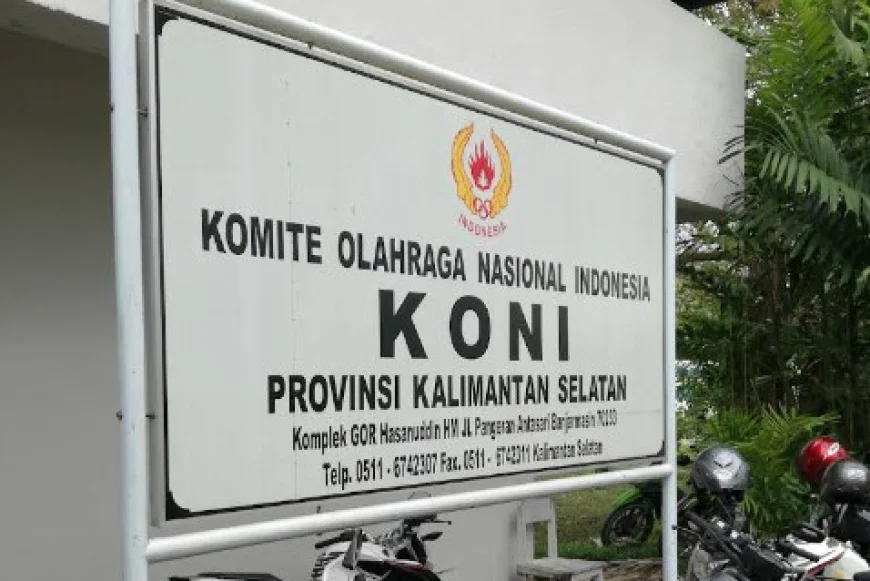 INDONESIA
KOMITE OLAHRAGA NASIONAL INDONESIA
KONI
PROVINSI KALIMANTAN SELATAN
Komplek GOR Hasanuddin HM Jl. Pangeran Antasari Banjarmasin 70233
Telp. 0511 - 6742307 Fax. 0511 - 6742311 Kalimantan Selatan